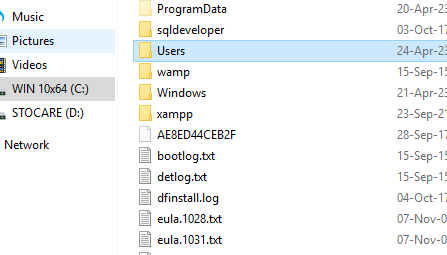 Music
Pictures
Videos
WIN 10x64 (C:)
STOCARE (D:)
Network
ProgramData 20-Apr-23
sqldeveloper 03-Oct-17
Users 24-Apr-23
wamp 15-Sep-15
Windows 21-Apr-23
xampp 23-Sep-21
AE8ED44CEB2F 28-Sep-17
bootlog.txt 15-Sep-15
detlog.txt 15-Sep-15
dfinstall.log 04-Oct-17
eula.1028.txt 07-Nov-0
eula.1031.txt 07-Nov-0